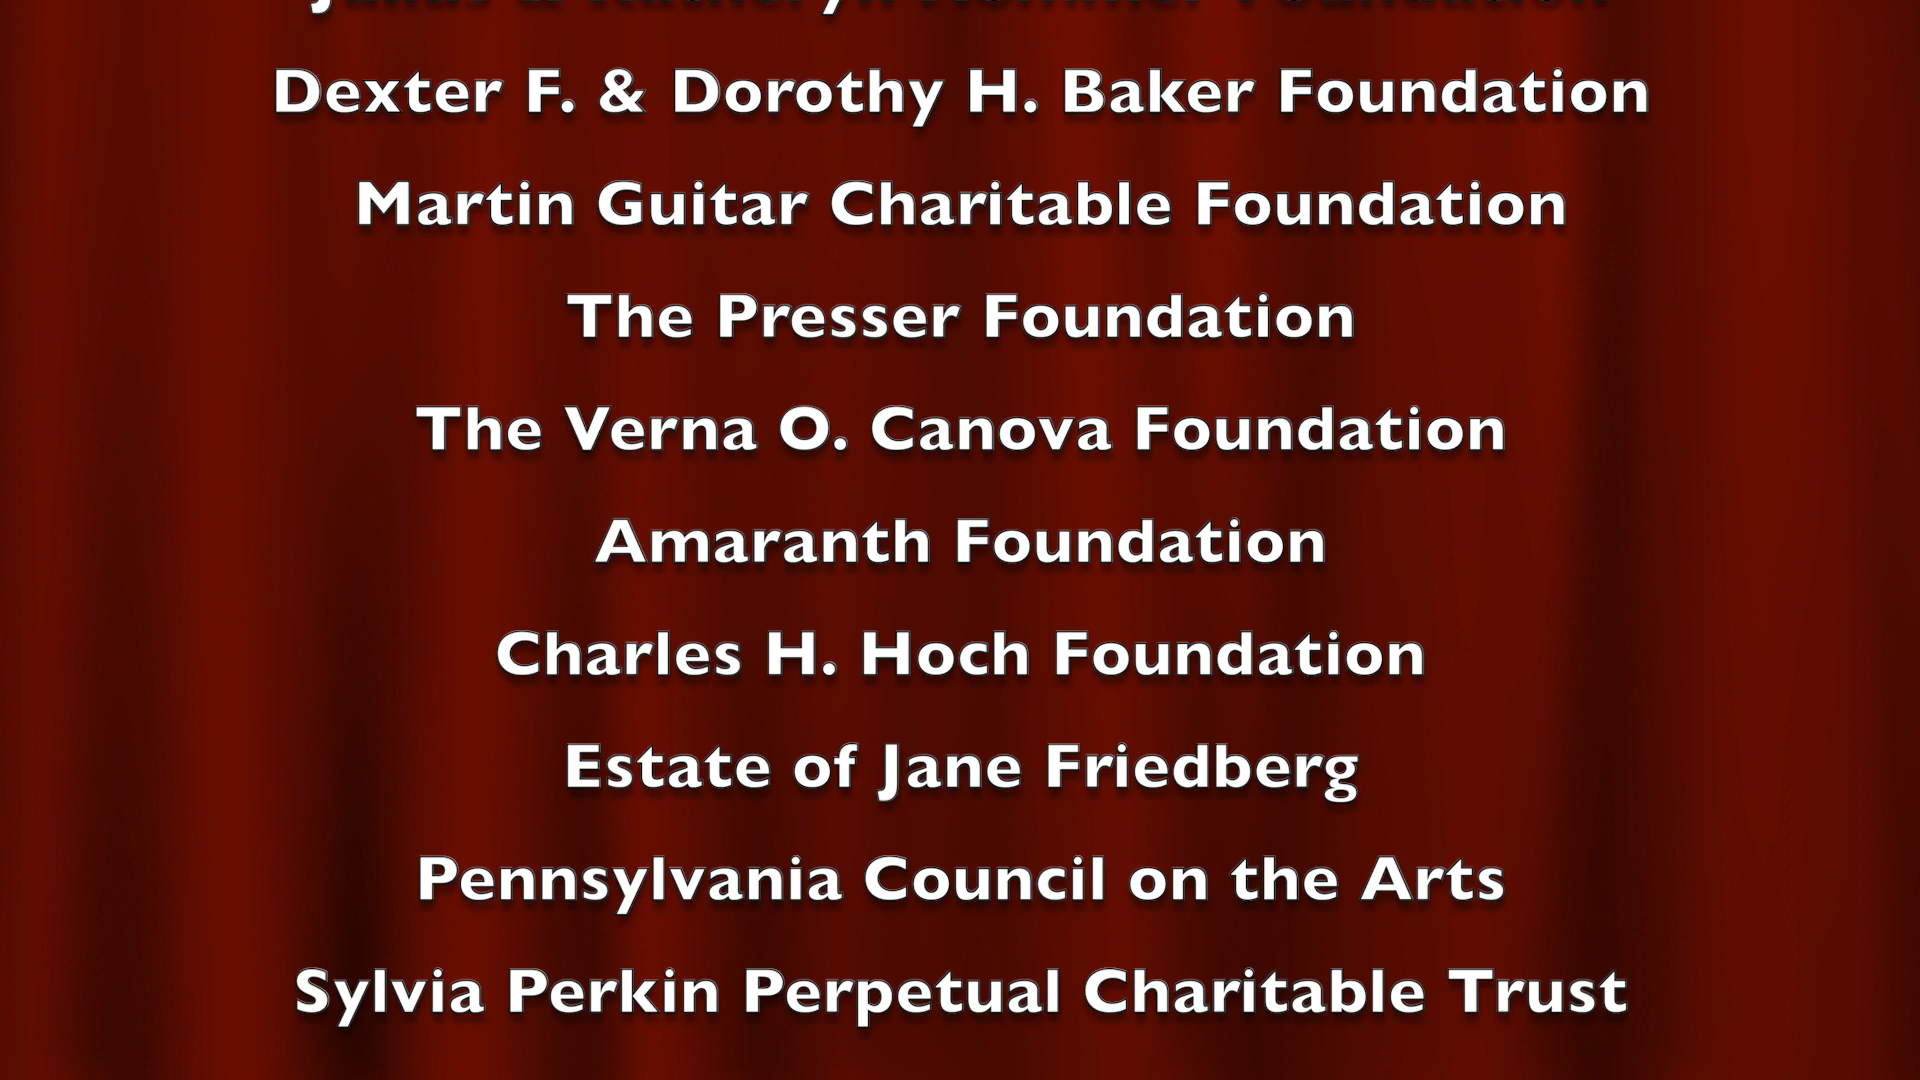 Dexter F. & Dorothy H. Baker Foundation
Martin Guitar Charitable Foundation
The Presser Foundation
The Verna O. Canova Foundation
Amaranth Foundation
Charles H. Hoch Foundation
Estate of Jane Friedberg
Pennsylvania Council on the Arts
Sylvia Perkin Perpetual Charitable Trust